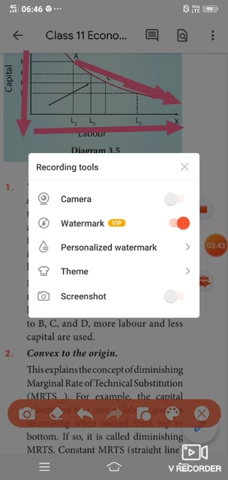 06:46
Class 11 Econo...
Capital
A
C
L
L
L
X
Labour
Diagram 3.5
Recording tools
1.
Camera
Watermark VIP
03:43
Personalized watermark
Theme
Screenshot
to B, C, and D, more labour and less
capital are used.
2. Convex to the origin.
This explains the concept of diminishing
Marginal Rate of Technical Substitution
(MRTS ). For example, the capital
bottom. If so, it is called diminishing
MRTS. Constant MRTS (straight line)
V RECORDER